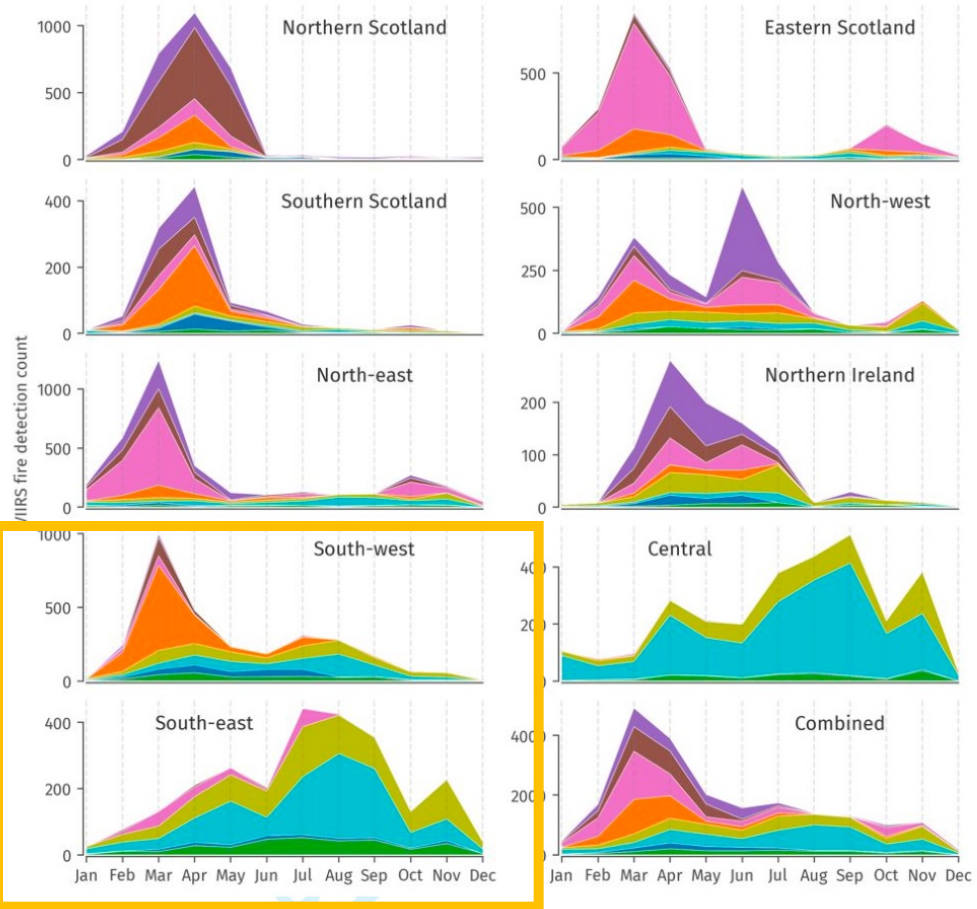 Northern Scotland
1000
500
0
Eastern Scotland
500
0
Southern Scotland
400
200
0
North-west
500
250
0
North-east
1000
500
0
Northern Ireland
200
100
0
VIIRS fire detection count
South-west
1000
500
0
Central
South-east
400
200
0
Jan Feb Mar Apr May Jun Jul Aug Sep Oct Nov Dec
Combined
Jan Feb Mar Apr May Jun Jul Aug Sep Oct Nov Dec